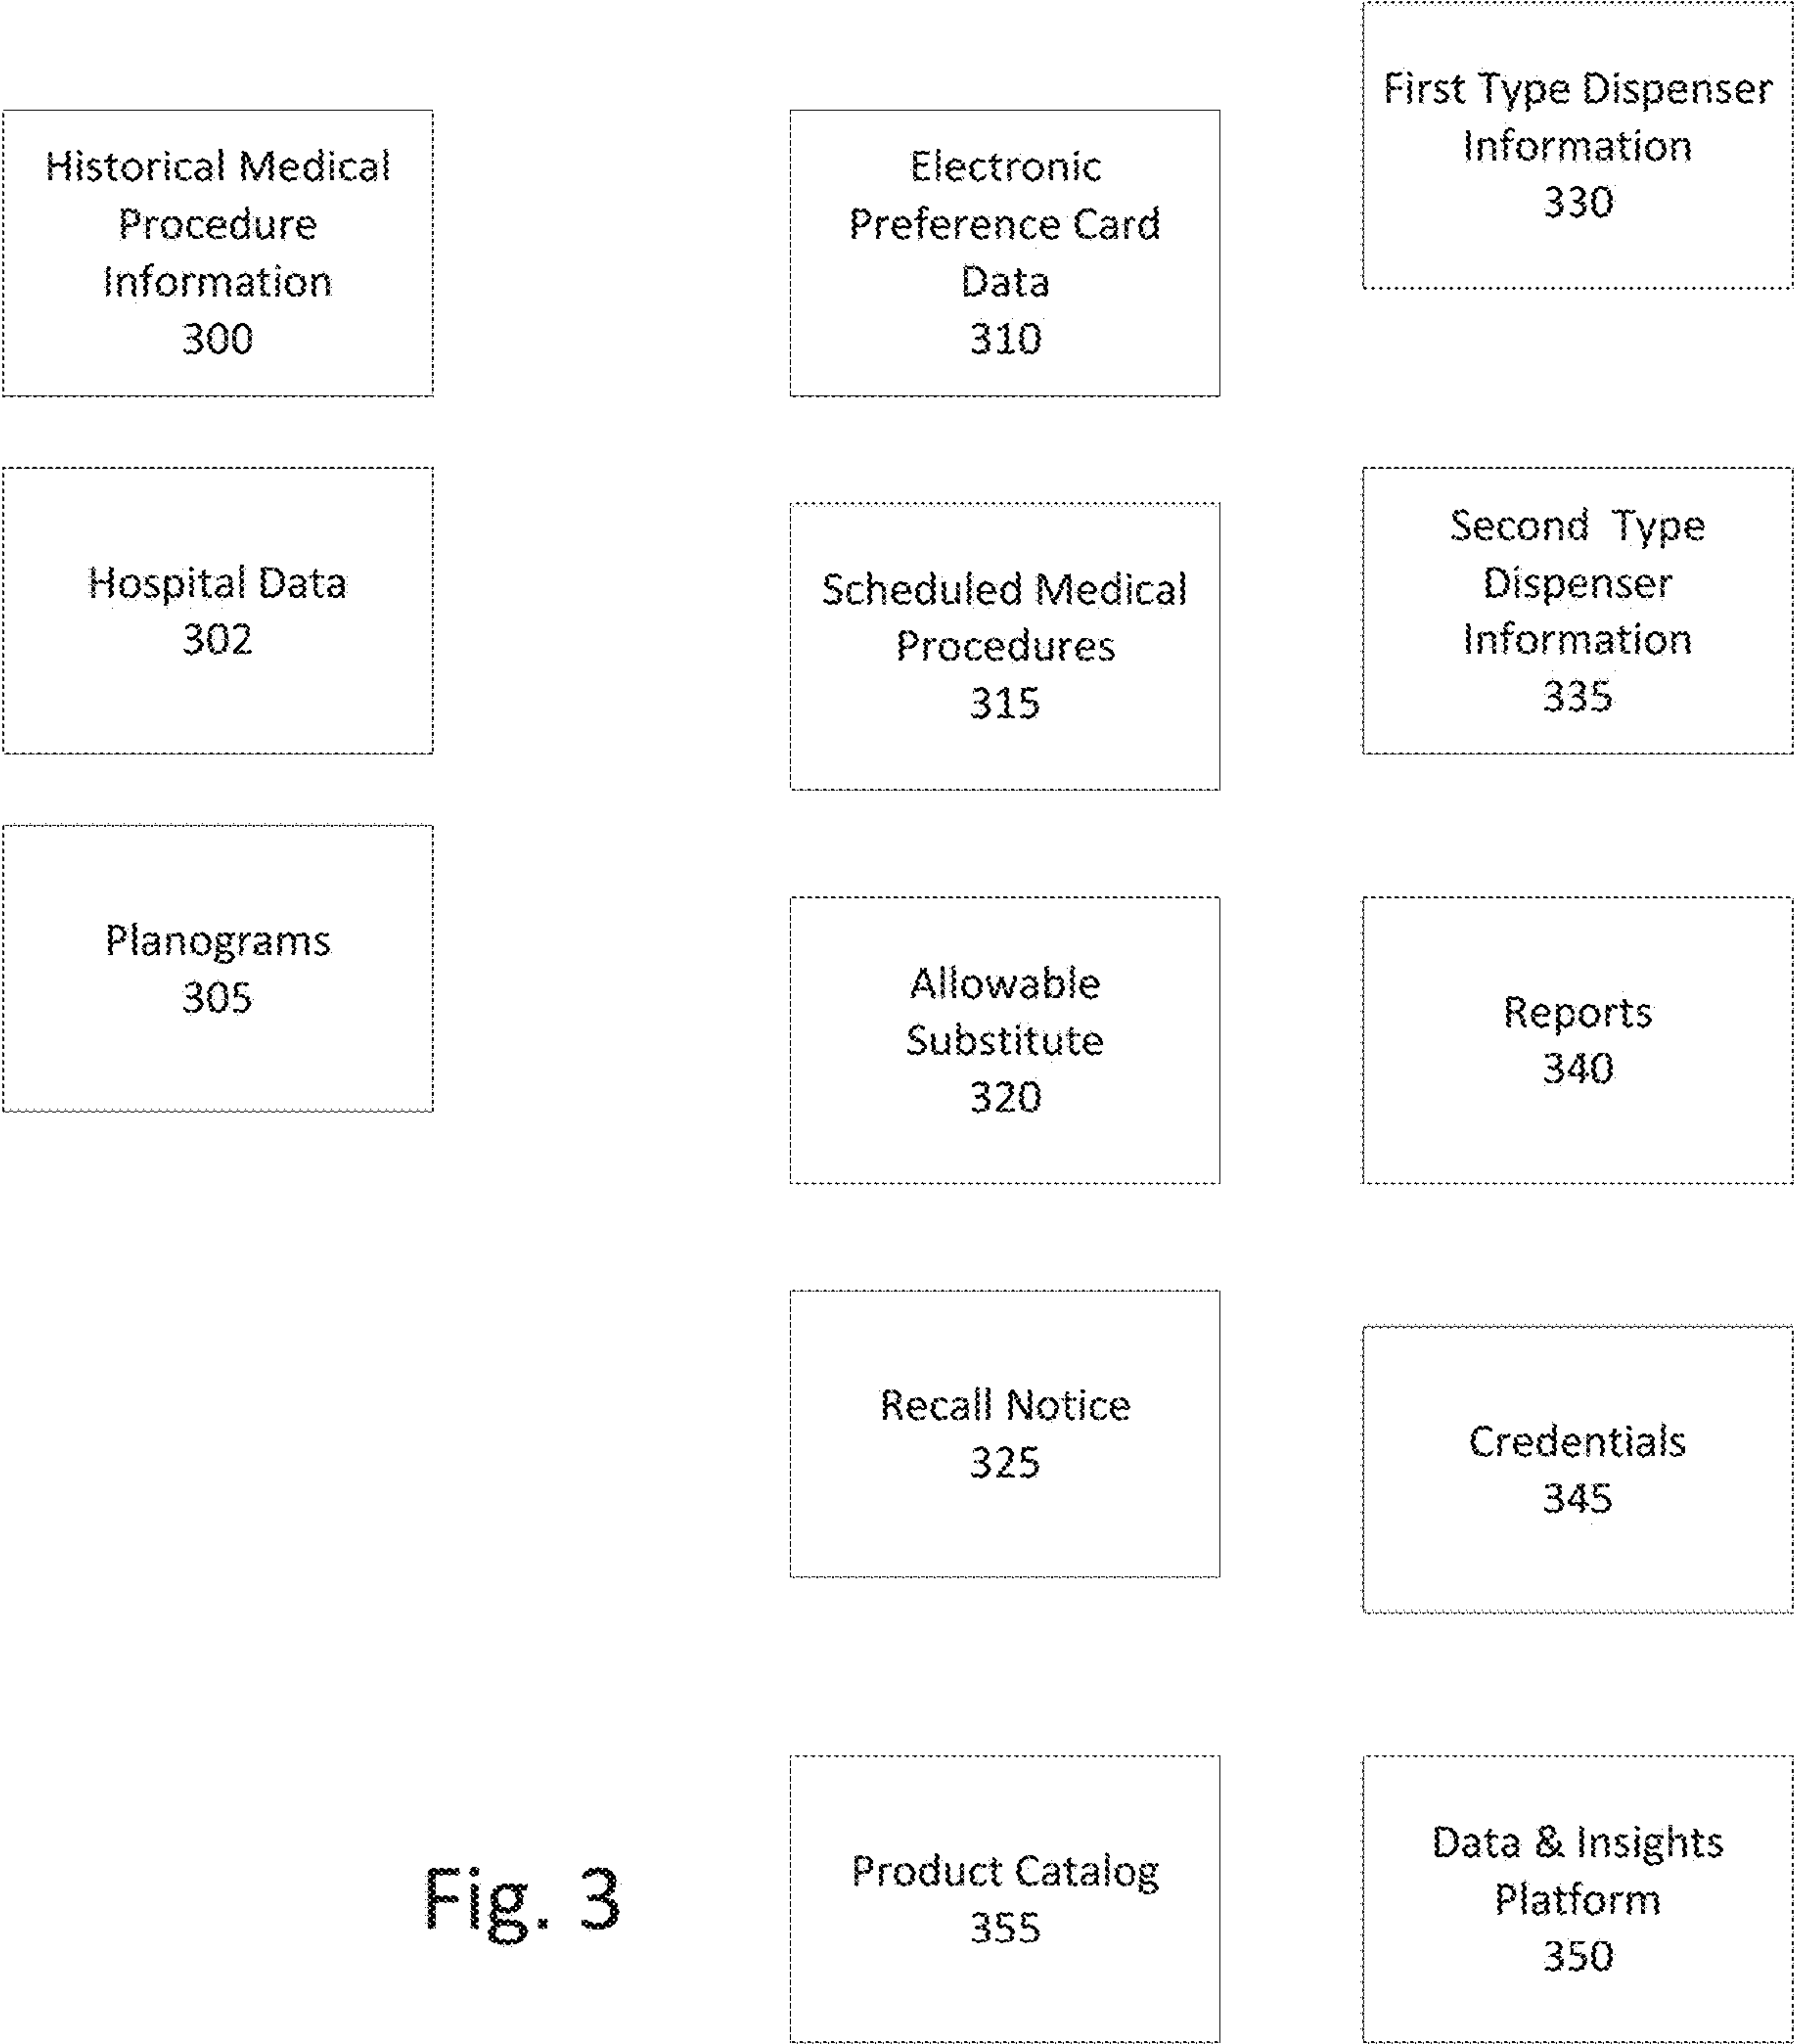 Historical Medical
Procedure
Information
300
Hospital Data
302
Planograms
305
Electronic
Preference Card
Data
310
Scheduled Medical
Procedures
315
Allowable
Substitute
320
Recall Notice
325
Product Catalog
355
First Type Dispenser
Information
330
Second  Type
Dispenser
Information
335
Reports
340
Credentials
345
Data & Insights
Platform
350
Fig. 3